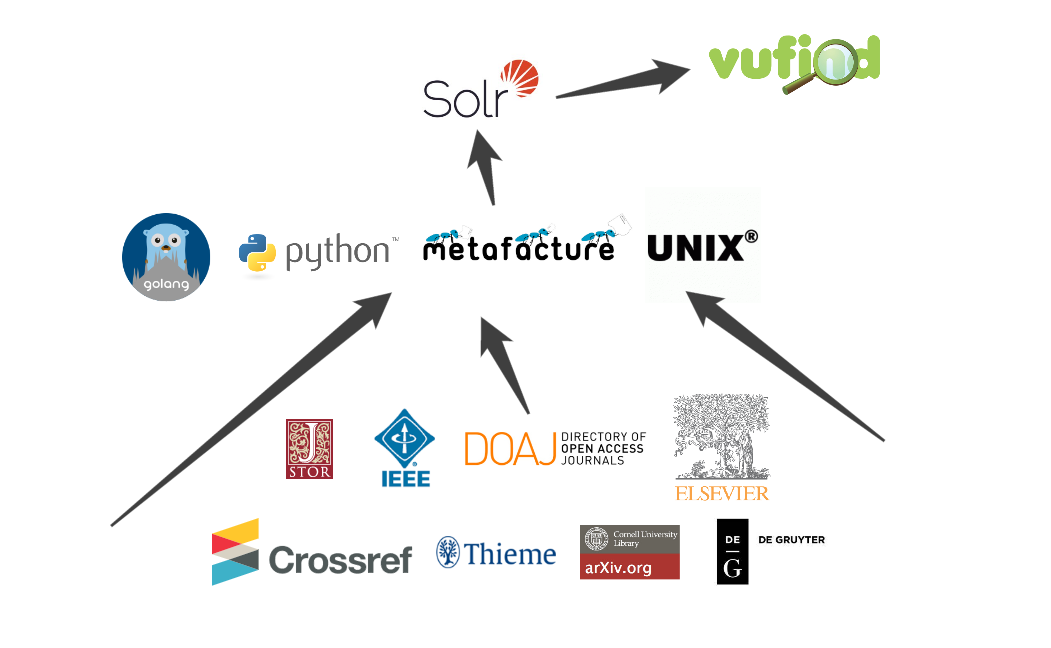 vufind
Solr
golang
python™
metafacture
UNIX®
JSTOR
IEEE®
DOAJ
DIRECTORY OF
OPEN ACCESS
JOURNALS
ELSEVIER
Crossref
Thieme
Cornell University
Library
arXiv.org
DE
G
DE GRUYTER